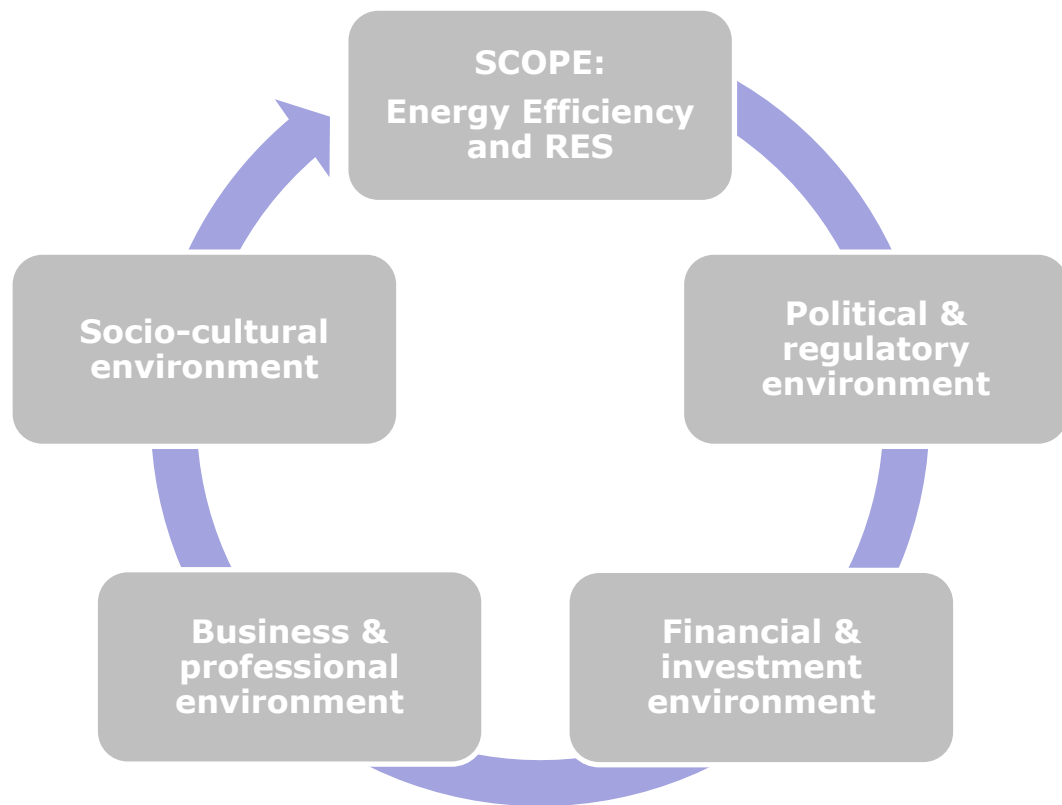 SCOPE:
Energy Efficiency
and RES
Political &
regulatory
environment
Financial &
investment
environment
Business &
professional
environment
Socio-cultural
environment